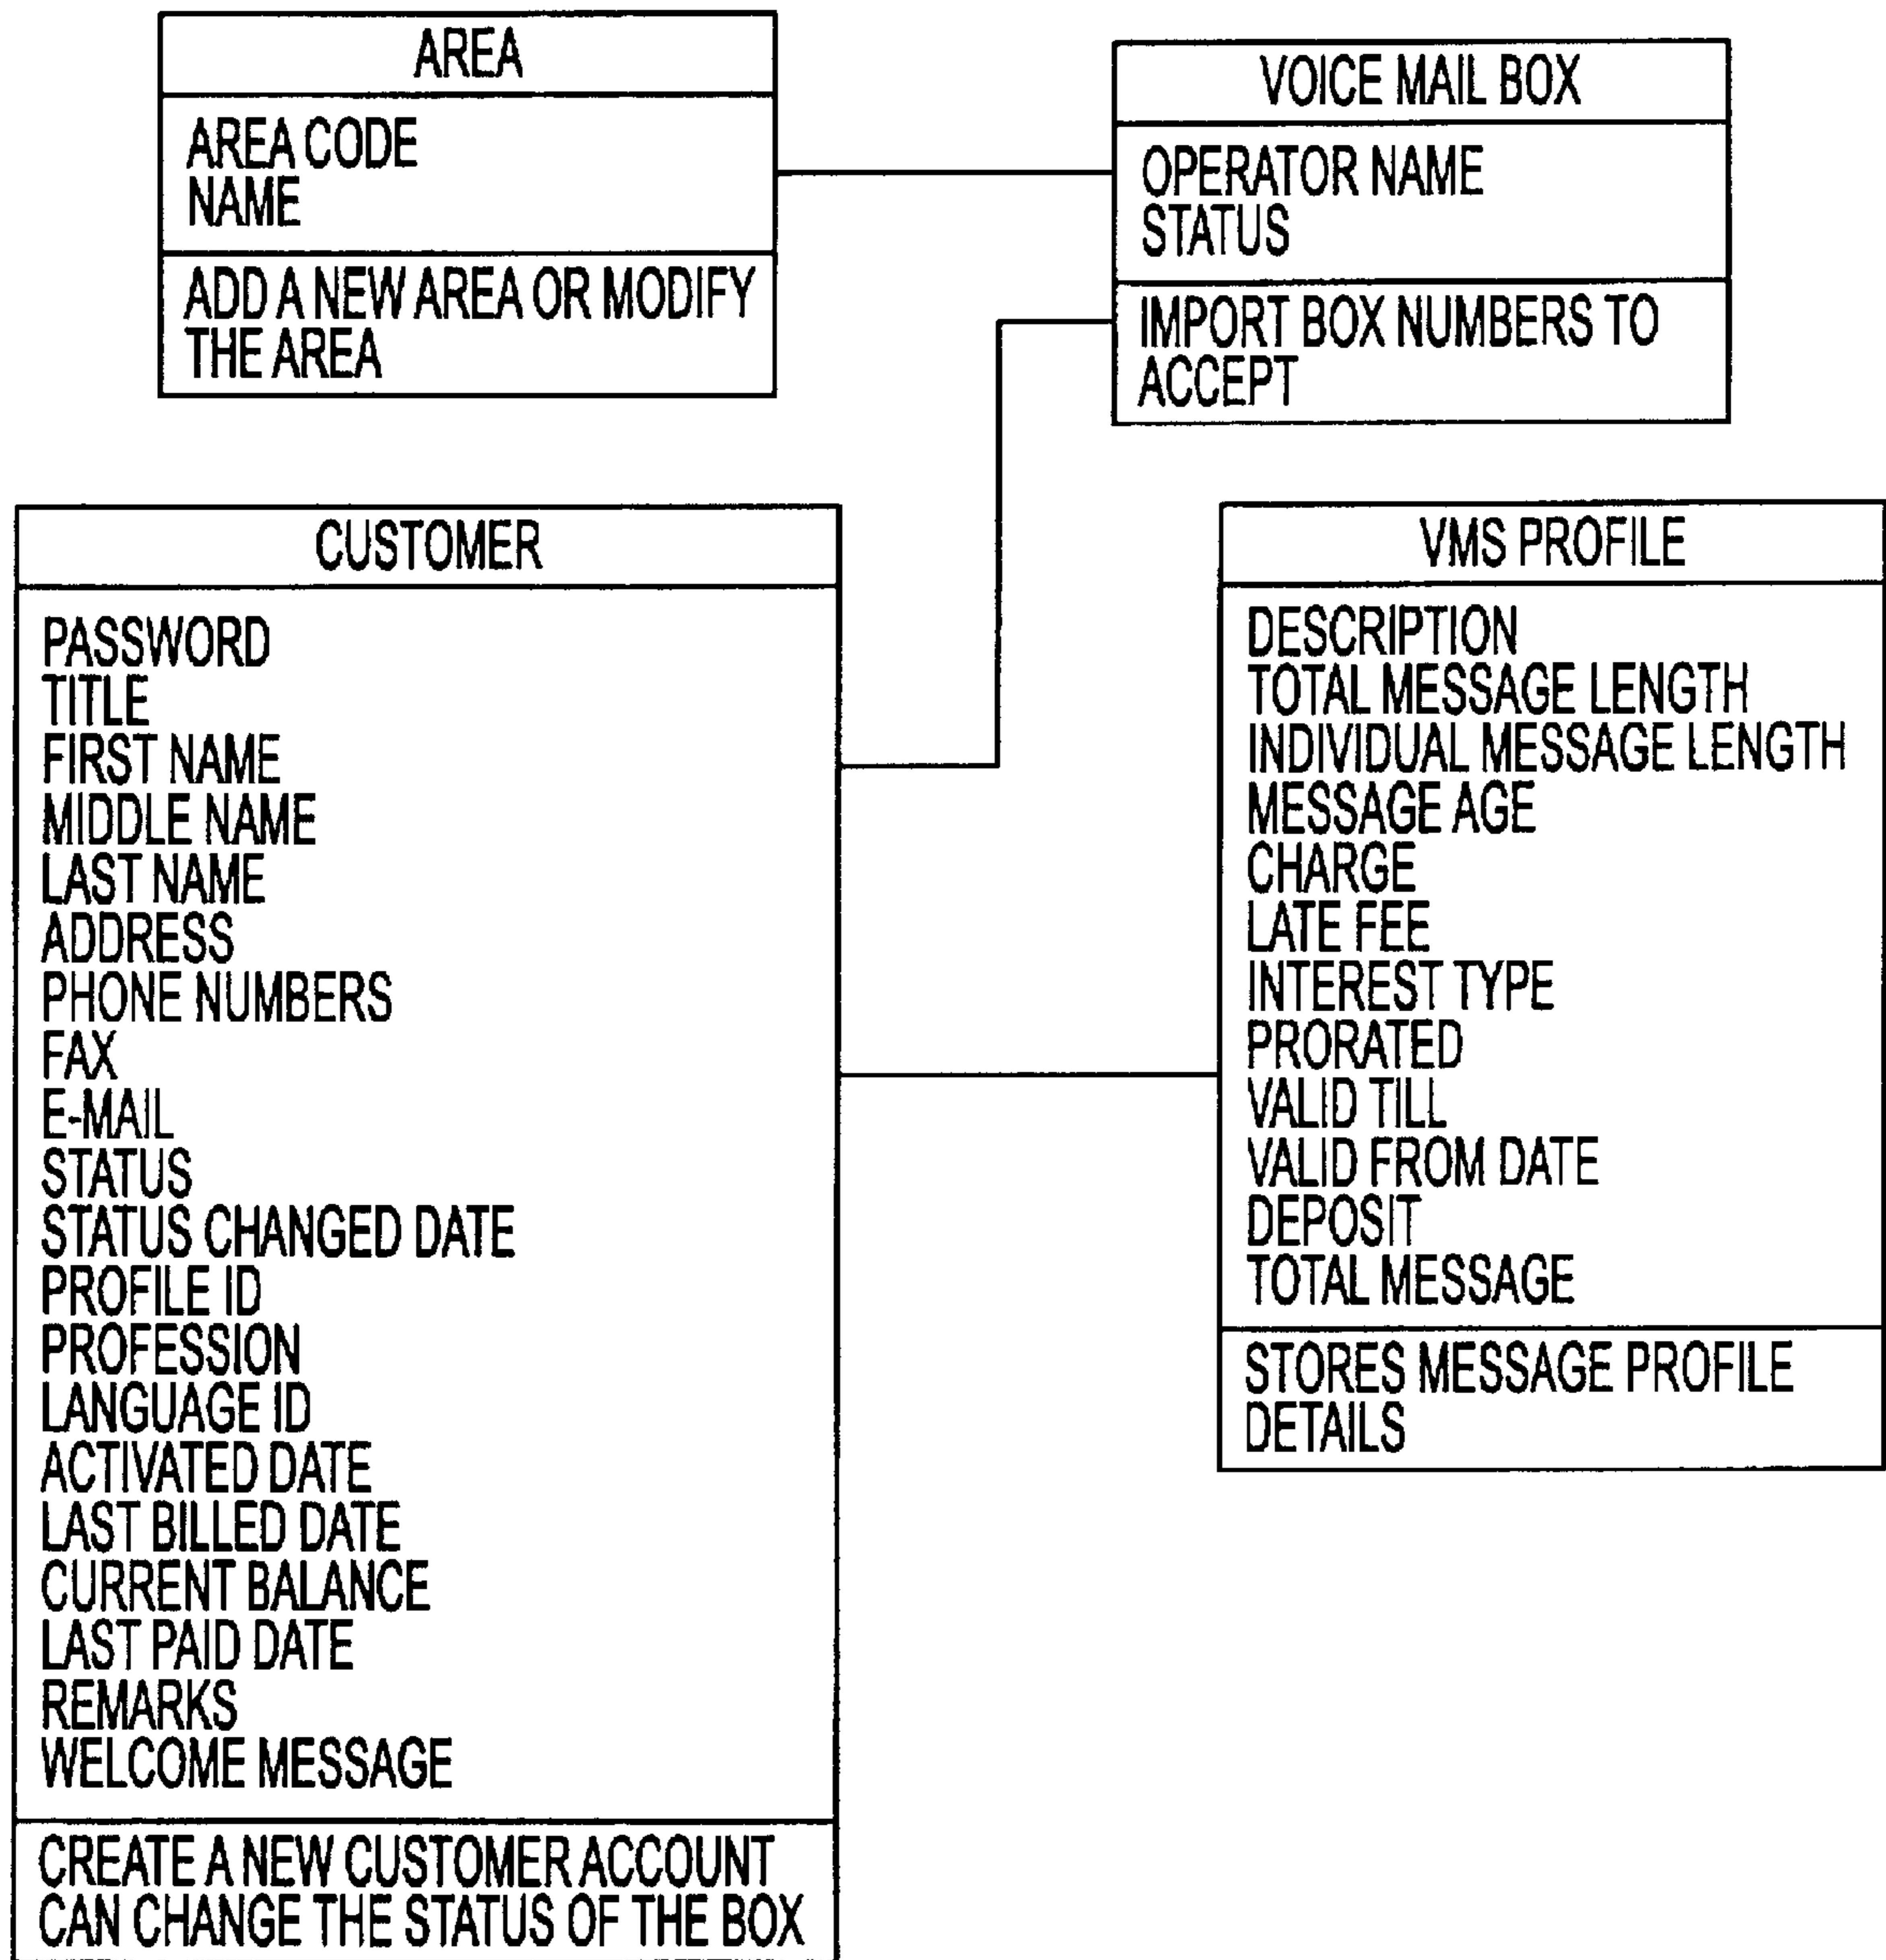 AREA
AREA CODE
NAME
ADD A NEW AREA OR MODIFY
THE AREA
VOICE MAIL BOX
OPERATOR NAME
STATUS
IMPORT BOX NUMBERS TO
ACCEPT
CUSTOMER
PASSWORD
TITLE
FIRST NAME
MIDDLE NAME
LAST NAME
ADDRESS
PHONE NUMBERS
FAX
E-MAIL
STATUS
STATUS CHANGED DATE
PROFILE ID
PROFESSION
LANGUAGE ID
ACTIVATED DATE
LAST BILLED DATE
CURRENT BALANCE
LAST PAID DATE
REMARKS
WELCOME MESSAGE
CREATE A NEW CUSTOMER ACCOUNT
CAN CHANGE THE STATUS OF THE BOX
VMS PROFILE
DESCRIPTION
TOTAL MESSAGE LENGTH
INDIVIDUAL MESSAGE LENGTH
MESSAGE AGE
CHARGE
LATE FEE
INTEREST TYPE
PRORATED
VALID TILL
VALID FROM DATE
DEPOSIT
TOTAL MESSAGE
STORES MESSAGE PROFILE
DETAILS